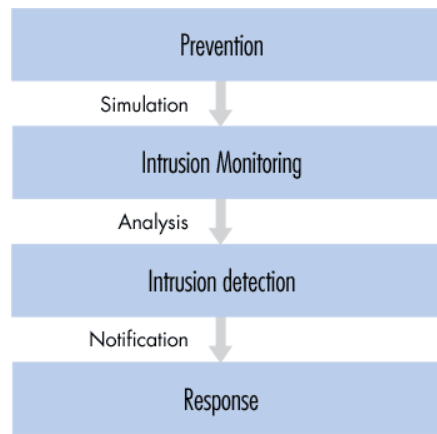 Prevention
Simulation
Intrusion Monitoring
Analysis
Intrusion detection
Notification
Response